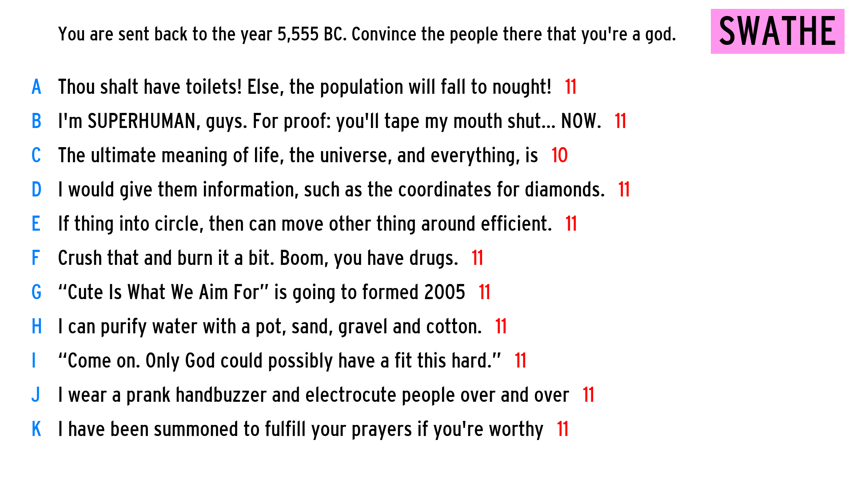 You are sent back to the year 5,555 BC. Convince the people there that you're a god.
SWATHE
A Thou shalt have toilets! Else, the population will fall to nought! 11
B I'm SUPERHUMAN, guys. For proof: you'll tape my mouth shut... NOW. 11
C The ultimate meaning of life, the universe, and everything, is 10
D I would give them information, such as the coordinates for diamonds. 11
E If thing into circle, then can move other thing around efficient. 11
F Crush that and burn it a bit. Boom, you have drugs. 11
G “Cute Is What We Aim For” is going to formed 2005 11
H I can purify water with a pot, sand, gravel and cotton. 11
I “Come on. Only God could possibly have a fit this hard.” 11
J I wear a prank handbuzzer and electrocute people over and over 11
K I have been summoned to fulfill your prayers if you're worthy 11